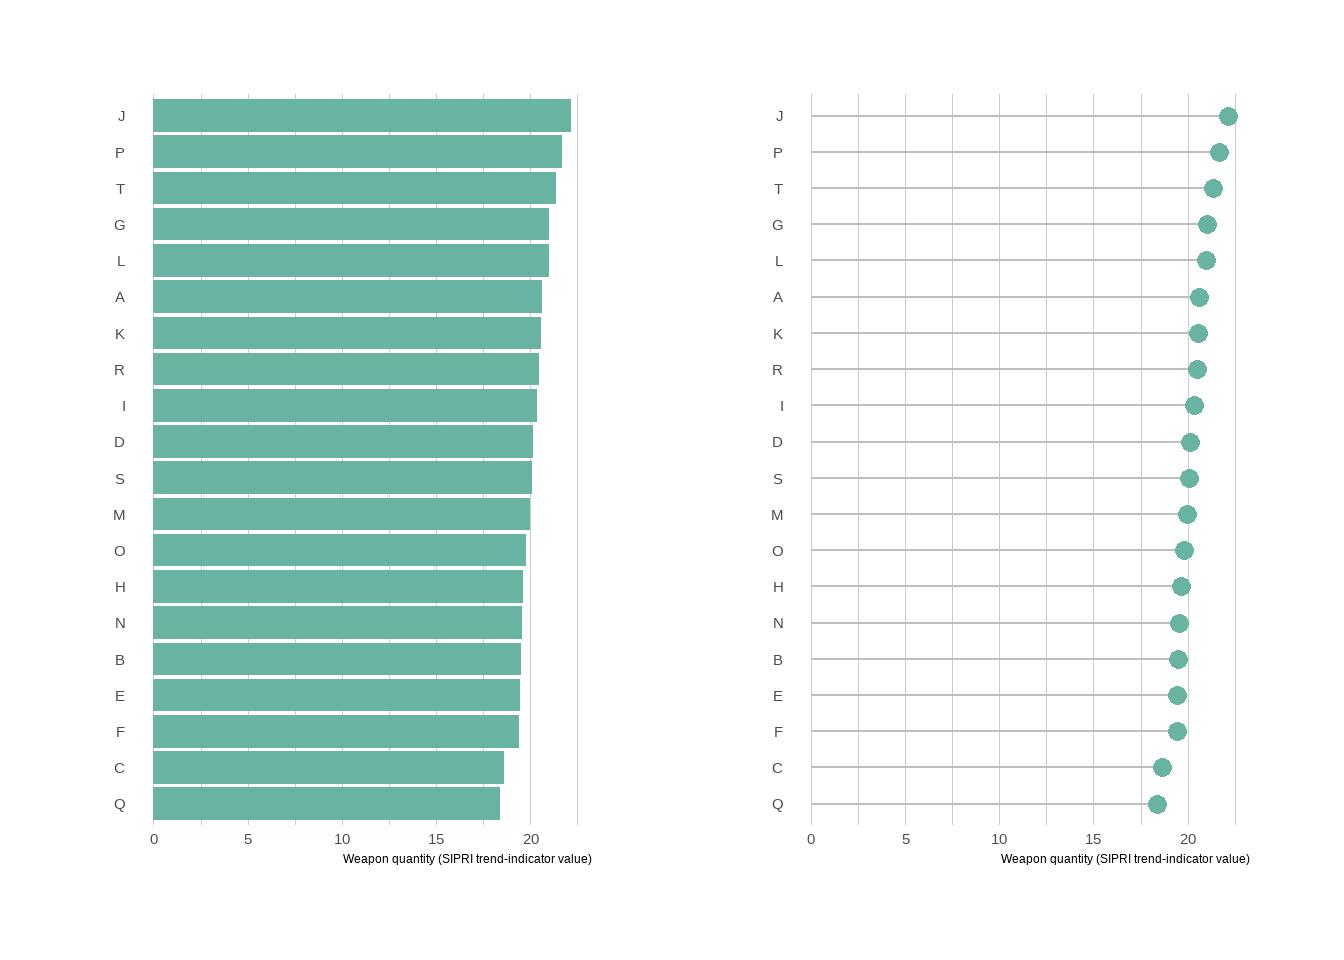 J
P
T
G
L
A
K
R
I
D
S
M
O
H
N
B
E
F
C
Q
0 5 10 15 20
Weapon quantity (SIPRI trend-indicator value)
J
P
T
G
L
A
K
R
I
D
S
M
O
H
N
B
E
F
C
Q
0 5 10 15 20
Weapon quantity (SIPRI trend-indicator value)